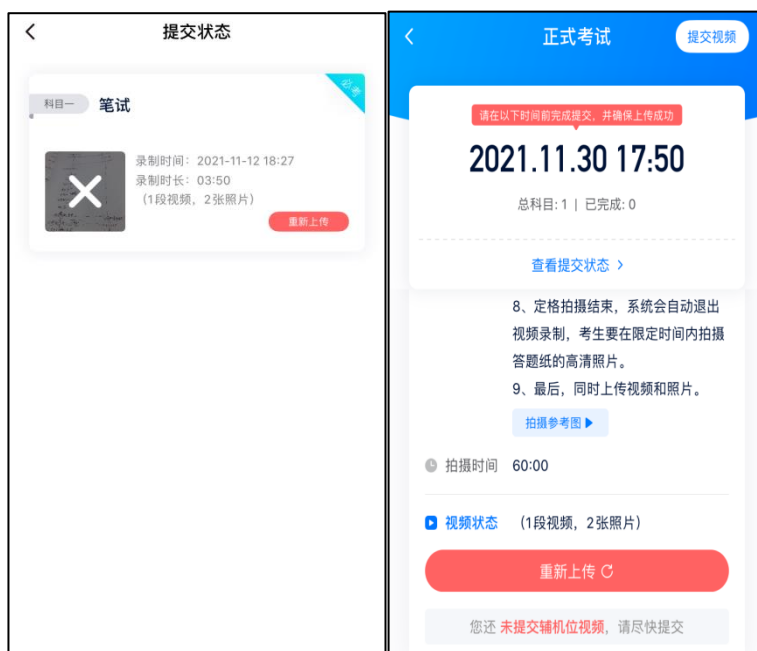 提交状态
必考
科目一 笔试
录制时间：2021-11-12 18:27
录制时长：03:50
（1段视频，2张照片）
重新上传
正式考试
提交视频
请在以下时间前完成提交，并确保上传成功
2021.11.30 17:50
总科目: 1 | 已完成: 0
查看提交状态
8、定格拍摄结束，系统会自动退出
视频录制，考生要在限定时间内拍摄
答题纸的高清照片。
9、最后，同时上传视频和照片。
拍摄参考图
拍摄时间 60:00
视频状态 （1段视频，2张照片）
重新上传
您还 未提交辅机位视频，请尽快提交